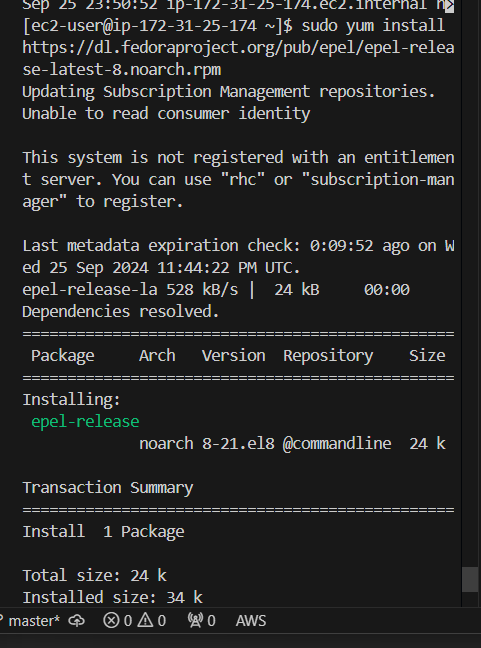 Sep 25 23:50:52 ip-172-31-25-174.ec2.internal
[ec2-user@ip-172-31-25-174 ~]$ sudo yum install
https://dl.fedoraproject.org/pub/epel/epel-relea
se-latest-8.noarch.rpm
Updating Subscription Management repositories.
Unable to read consumer identity
This system is not registered with an entitlemen
t server. You can use "rhc" or "subscription-man
ager" to register.
Last metadata expiration check: 0:09:52 ago on W
ed 25 Sep 2024 11:44:22 PM UTC.
epel-release-la 528 kB/s |  24 kB     00:00
Dependencies resolved.
================================================
Package     Arch   Version  Repository    Size
================================================
Installing:
epel-release
noarch 8-21.el8 @commandline  24 k
Transaction Summary
================================================
Install  1 Package
Total size: 24 k
Installed size: 34 k
master* 0 0 0 AWS